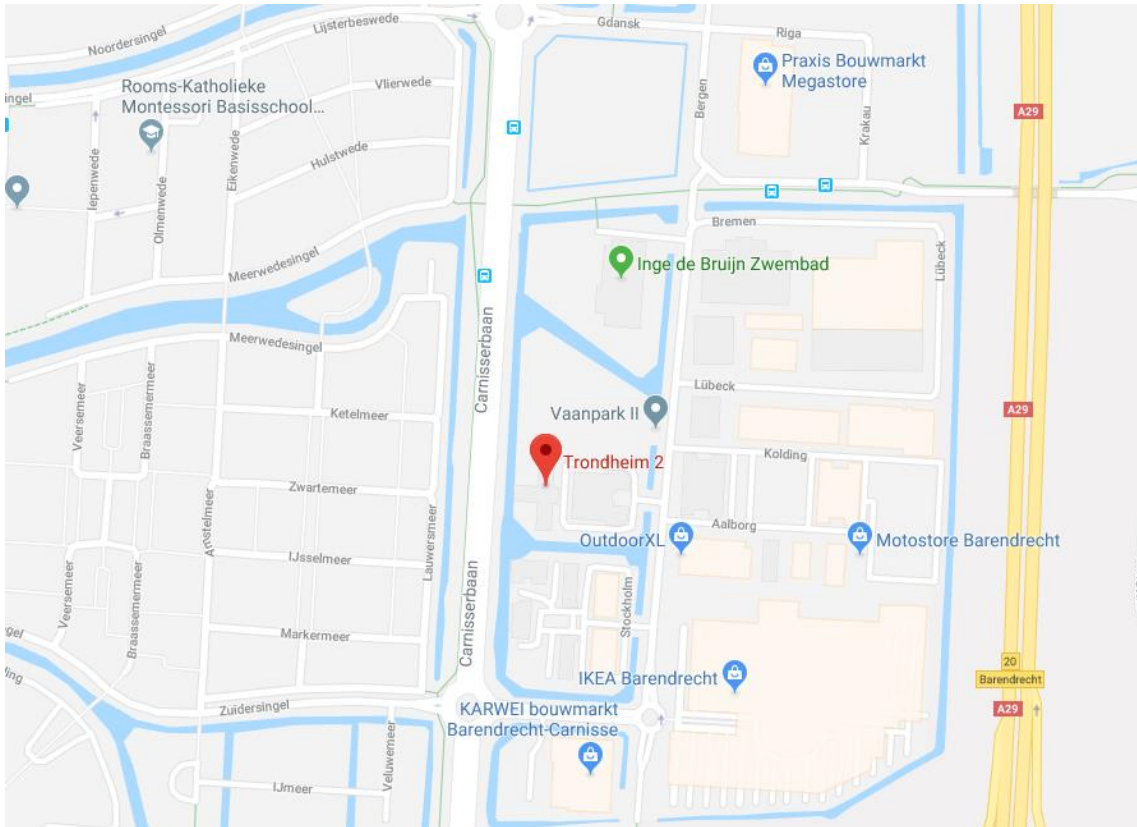 Gdansk
Riga
Lijsterbeswede
Noordersingel
Praxis Bouwmarkt
Megastore
Rooms-Katholieke
Montessori Basisschool...
Vlierwede
ingel
Bergen
A29
Krakau
Hulstwede
Eikenwede
Iepenwede
Olmenwede
Bremen
Meerwedesingel
Inge de Bruijn Zwembad
Lübeck
Meerwedesingel
Carnisserbaan
Lübeck
Vaanpark II
A29
Ketelmeer
Veersemeer
Braassemermeer
Kolding
Trondheim 2
Zwartemeer
Aalborg
OutdoorXL
Motostore Barendrecht
Amstelmeer
IJsselmeer
Lauwersmeer
Carnisserbaan
Stockholm
Veersemeer
Braassemermeer
Markermeer
gel
20
Barendrecht
IKEA Barendrecht
ding
Zuidersingel
KARWEI bouwmarkt
Barendrecht-Carnisse
A29
Veluwemeer
IJmeer